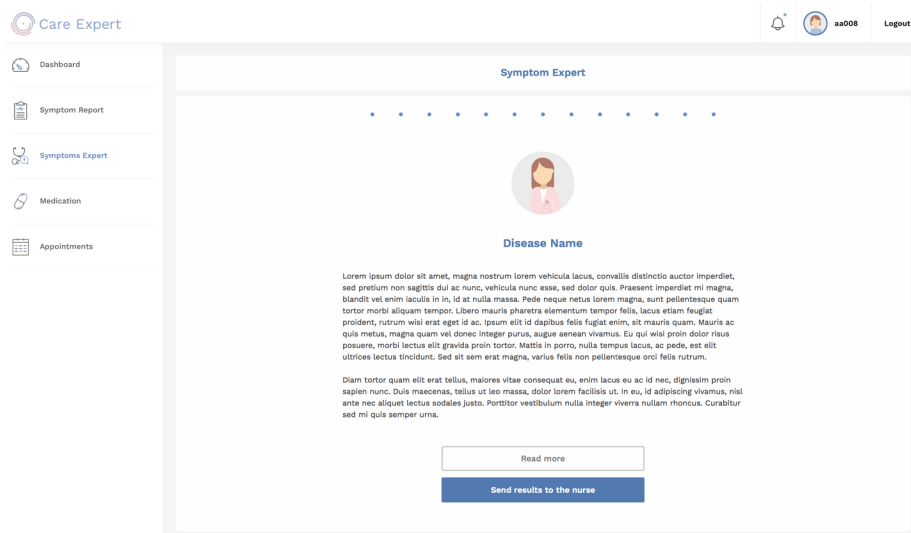 Care Expert
aa008
Logout
Dashboard
Symptom Report
Symptoms Expert
Medication
Appointments
Symptom Expert
Disease Name
Lorem ipsum dolor sit amet, magna nostrum lorem vehicula lacus, convallis distinctio auctor imperdiet,
sed pretium non sagittis dui ac nunc, vehicula nunc esse, sed dolor quis. Praesent imperdiet mi magna,
blandit vel enim iaculis in in, id at nulla massa. Pede neque netus lorem magna, sunt pellentesque quam
tortor morbi aliquam tempor. Libero mauris pharetra elementum tempor felis, lacus etiam feugiat
proident, rutrum wisi erat eget id ac. Ipsum elit id dapibus felis fugiat enim, sit mauris quam. Mauris ac
quis metus, magna quam vel donec integer purus, augue aenean vivamus. Eu qui wisi proin dolor risus
posuere, morbi lectus elit gravida proin tortor. Mattis in porro, nulla tempus lacus, ac pede, est elit
ultrices lectus tincidunt. Sed sit sem erat magna, varius felis non pellentesque orci felis rutrum.
Diam tortor quam elit erat tellus, maiores vitae consequat eu, enim lacus eu ac id nec, dignissim proin
sapien nunc. Duis maecenas, tellus ut leo massa, dolor lorem facilisis ut. In eu, id adipiscing vivamus, nisl
ante nec aliquet lectus sodales justo. Porttitor vestibulum nulla integer viverra nullam rhoncus. Curabitur
sed mi quis semper urna.
Read more
Send results to the nurse